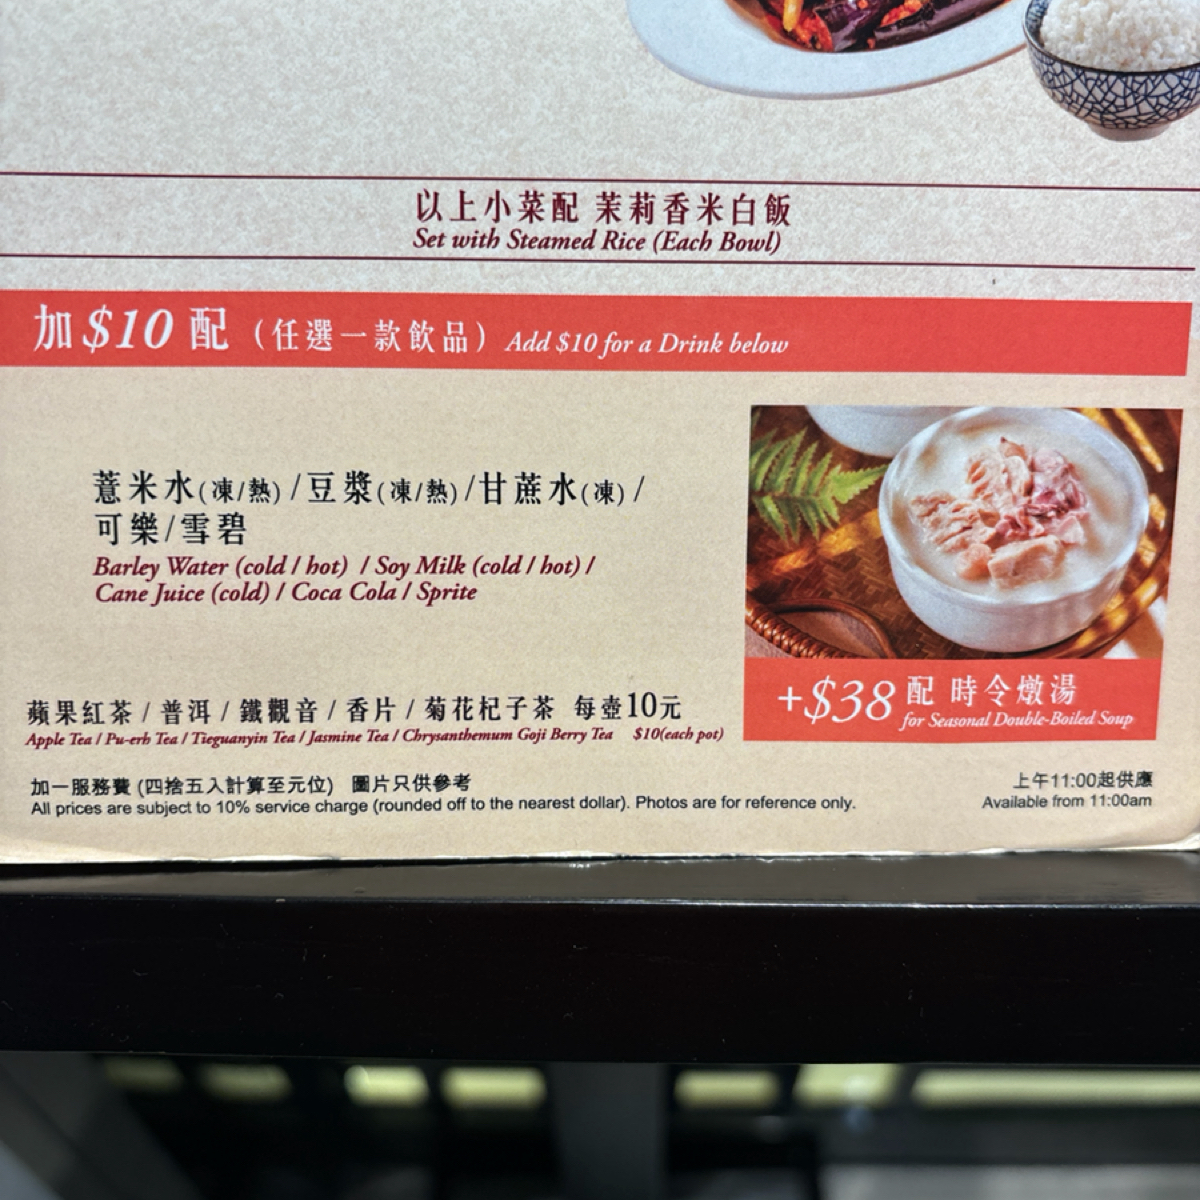 以上小菜配 茉莉香米白飯
Set with Steamed Rice (Each Bowl)
加$10配（任選一款飲品）Add $10 for a Drink below
薏米水(凍/熱) /豆漿(凍/熱) /甘蔗水(凍) /
可樂/雪碧
Barley Water (cold / hot) / Soy Milk (cold / hot) /
Cane Juice (cold) / Coca Cola / Sprite
+$38 配 時令燉湯
for Seasonal Double-Boiled Soup
蘋果紅茶 / 普洱 / 鐵觀音 / 香片 / 菊花杞子茶 每壺10元
Apple Tea / Pu-erh Tea / Tieguanyin Tea / Jasmine Tea / Chrysanthemum Goji Berry Tea $10(each pot)
加一服務費 (四捨五入計算至元位) 圖片只供參考
All prices are subject to 10% service charge (rounded off to the nearest dollar). Photos are for reference only.
上午11:00起供應
Available from 11:00am